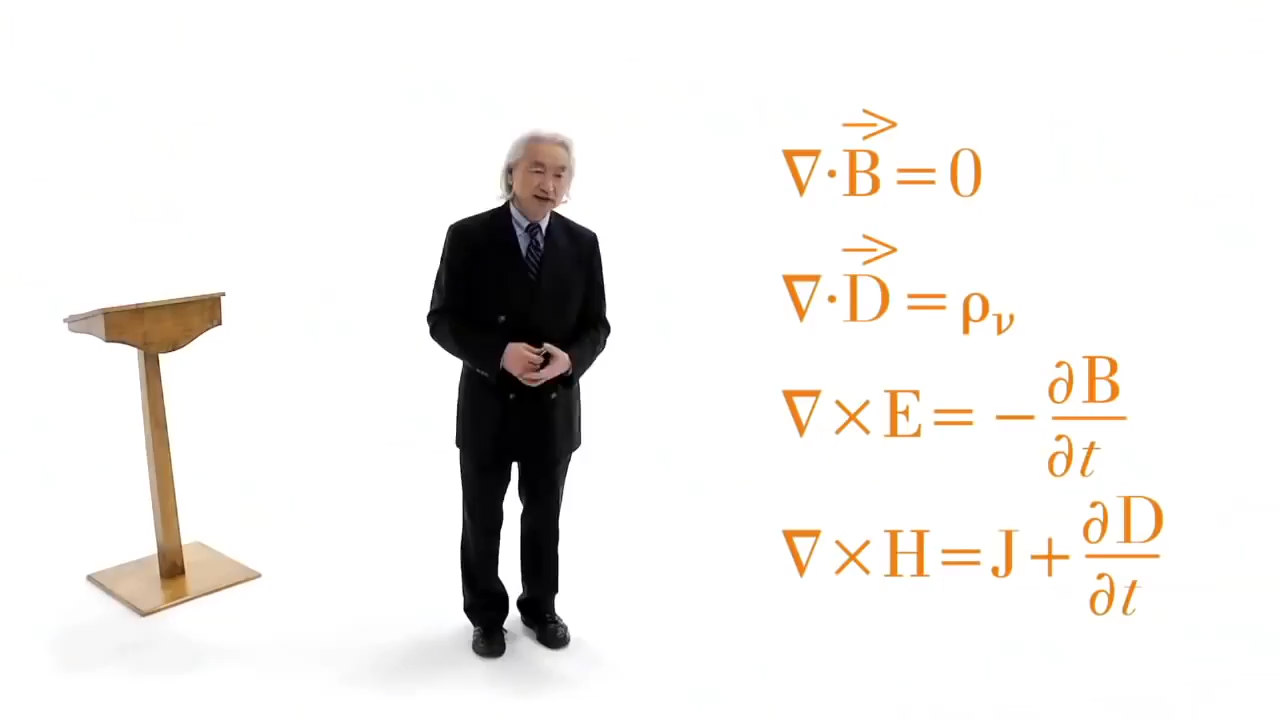 ∇·B⃗ = 0
∇·D⃗ = ρᵥ
∇×E = −∂B/∂t
∇×H = J + ∂D/∂t